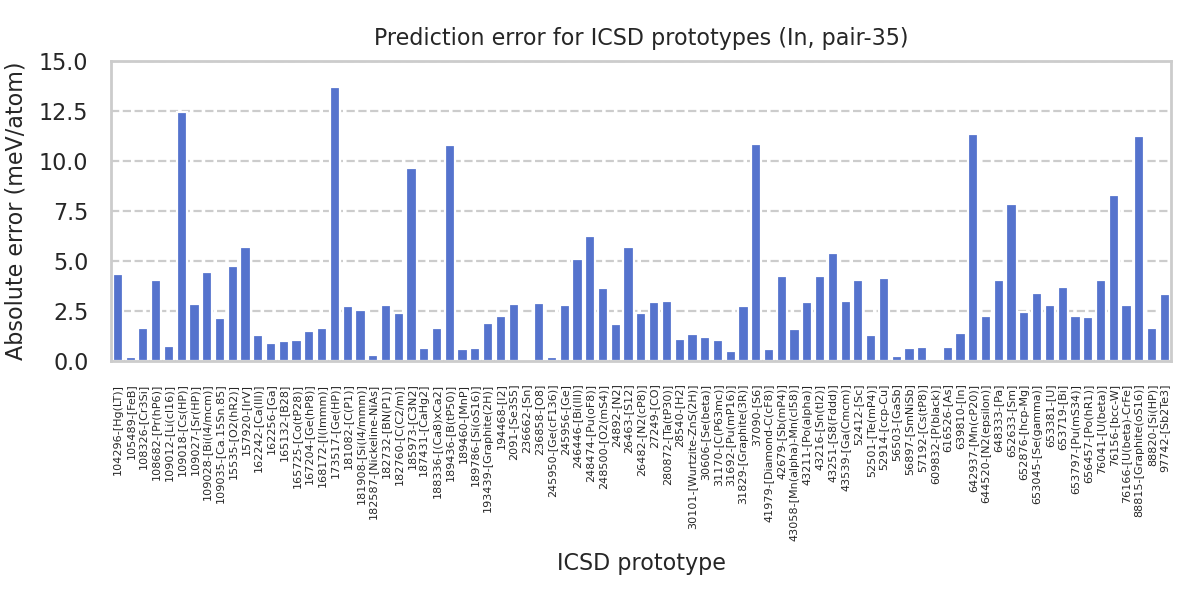 Prediction error for ICSD prototypes (In, pair-35)
Absolute error (meV/atom)
15.0
12.5
10.0
7.5
5.0
2.5
0.0
104296-[Hg(LT)]
105489-[FeB]
108326-[Cr3Si]
108682-[Pr(hP6)]
109012-[Li(cI16)]
109018-[Cs(HP)]
109027-[Sr(HP)]
109028-[Bi(I4/mcm)]
109035-[Ca.15Sn.85]
15535-[O2(hR2)]
157920-[IrV]
162242-[Ca(III)]
162256-[Ga]
165132-[B28]
165725-[Co(tP28)]
167204-[Ge(hP8)]
168172-[I(Immm)]
173517-[Ge(HP)]
181082-[C(P1)]
181908-[Si(I4/mmm)]
182587-[Nickeline-NiAs]
182732-[BN(P1)]
182760-[C(C2/m)]
185973-[C3N2]
187431-[CaHg2]
188336-[(Ca8)xCa2]
189436-[B(tP50)]
189460-[MnP]
189786-[Si(oS16)]
193439-[Graphite(2H)]
194468-[I2]
2091-[Se3S5]
236662-[Sn]
236858-[O8]
245950-[Ge(cF136)]
245956-[Ge]
246446-[Bi(III)]
248474-[Pu(oF8)]
248500-[O2(mS4)]
24892-[N2]
26463-[S12]
26482-[N2(cP8)]
27249-[CO]
280872-[Ta(tP30)]
28540-[H2]
30101-[Wurtzite-ZnS(2H)]
30606-[Se(beta)]
31170-[C(P63mc)]
31692-[Pu(mP16)]
31829-[Graphite(3R)]
37090-[S6]
41979-[Diamond-C(cF8)]
42679-[Sb(mP4)]
43058-[Mn(alpha)-Mn(cI58)]
43211-[Po(alpha)]
43216-[Sn(tI2)]
43251-[S8(Fddd)]
43539-[Ga(Cmcm)]
52412-[Sc]
52501-[Te(mP4)]
52914-[ccp-Cu]
5693-[GaSb]
56897-[SmNiSb]
57192-[Cs(tP8)]
609832-[P(black)]
616526-[As]
639810-[In]
642937-[Mn(cP20)]
644520-[N2(epsilon)]
648333-[Pa]
652633-[Sm]
652876-[hcp-Mg]
653045-[Se(gamma)]
653381-[U]
653719-[Bi]
653797-[Pu(mS34)]
656457-[Po(hR1)]
76041-[U(beta)]
76156-[bcc-W]
76166-[U(beta)-CrFe]
88815-[Graphite(oS16)]
88820-[Si(HP)]
97742-[Sb2Te3]
ICSD prototype